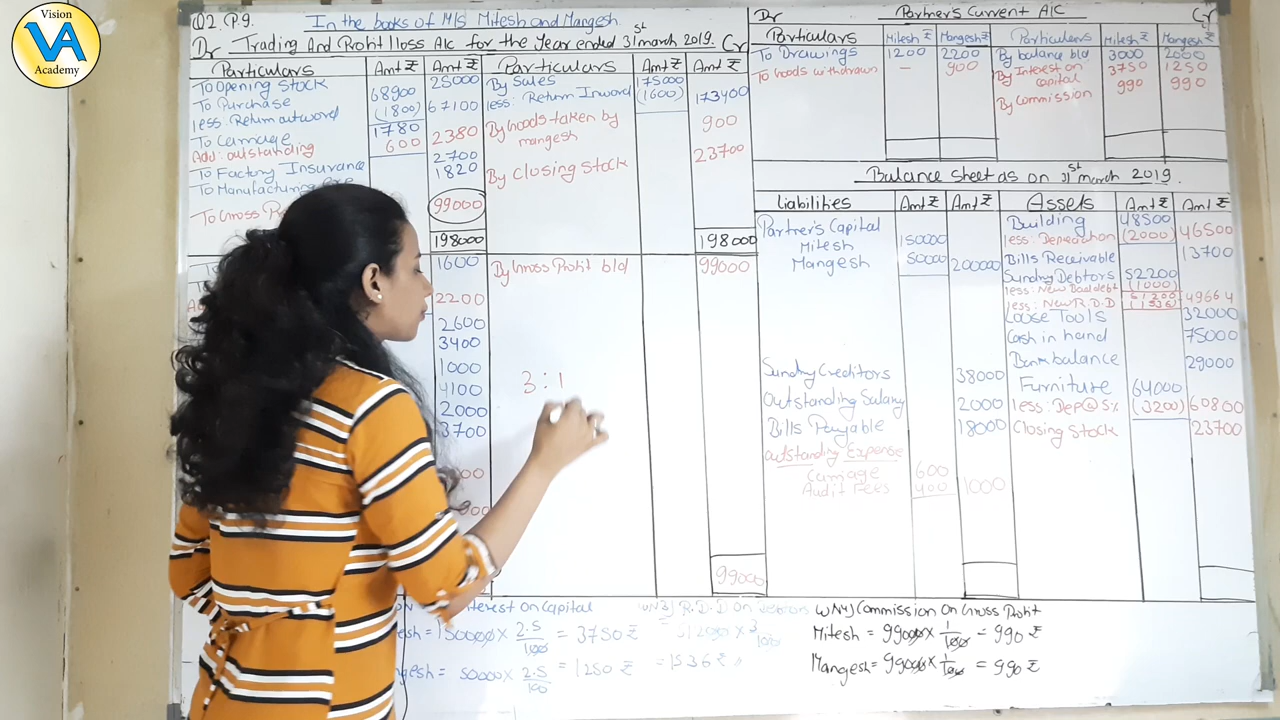 Vision
VA
Academy
Q2 P.9.
In the books of M/S Mitesh and Mangesh
Dr Trading And Profit lloss A/c for the Year ended 31st march 2019. Cr
Particulars Amt ₹ Amt ₹ Particulars Amt ₹ Amt ₹
To Opening Stock 25000 By Sales 175000
To Purchase 68900 less: Return Inword (1600) 173400
less: Return outword (1800) 67100
To Carriage 1780 By Goods taken by mangesh 900
Add: outstanding 600 2380
To Factory Insurance 2700 By Closing Stock 23700
To Manufacturing 1820
To Gross 99000
198000 198000
1600 By Gross Profit b/d 99000
2200
2600
3400
1000 3:1
4100
2000
3700
99000
Interest On Capital
= 150000 × 2.5/100 = 3750 ₹
= 50000 × 2.5/100 = 1250 ₹
WN3) R.D.D On
= 1536 ₹
WN4) Commission On Gross Profit
Mitesh = 99000 × 1/100 = 990 ₹
Mangesh = 99000 × 1/100 = 990 ₹
Dr Partner's Current A/C Cr
Particulars Mitesh ₹ Mangesh ₹ Particulers Mitesh ₹ Mangesh ₹
To Drawings 1200 2200 By balance b/d 3000 2000
To Goods withdrawn — 900 By Interest on capital 3750 1250
By Commission 990 990
Balance sheet as on 31st march 2019.
Liabilities Amt ₹ Amt ₹ Assets Amt ₹ Amt ₹
Partner's Capital Building 48500
Mitesh 150000 less: Depreciation (2000) 46500
Mangesh 50000 200000 Bills Receivable 13700
Sundry Debtors 52200
less: New Bad debt (1000)
51200
less: New R.D.D (1536) 49664
Loose Tools 32000
Cash in hand 75000
Bank balance 29000
Sundry Creditors 38000 Furniture 64000
Outstanding Salary 2000 less: Dep@5% (3200) 60800
Bills Payable 18000 Closing Stock 23700
outstanding Expense
Carriage 600
Audit Fees 400 1000